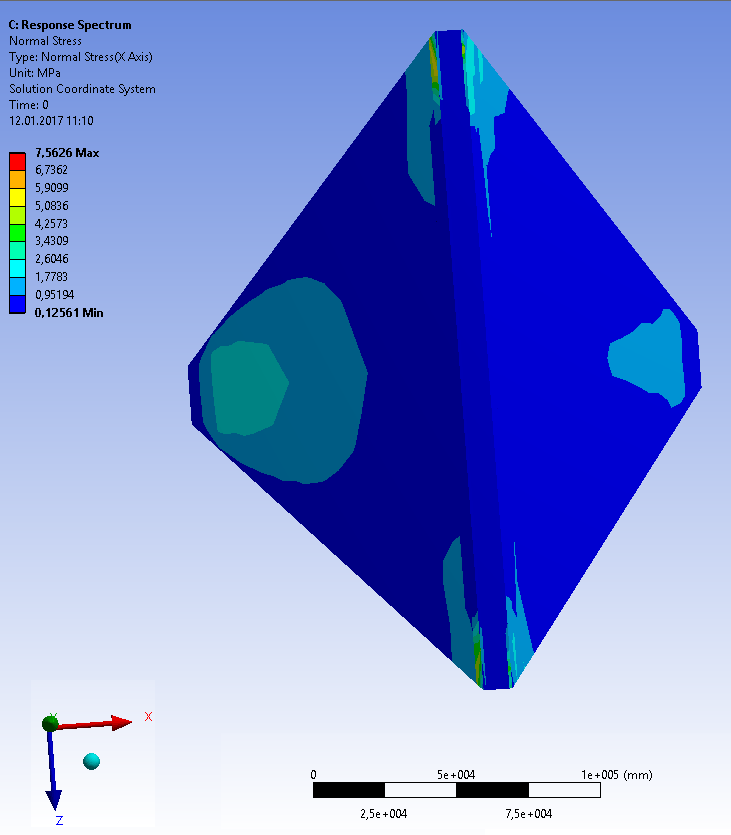 C: Response Spectrum
Normal Stress
Type: Normal Stress(X Axis)
Unit: MPa
Solution Coordinate System
Time: 0
12.01.2017 11:10
7,5626 Max
6,7362
5,9099
5,0836
4,2573
3,4309
2,6046
1,7783
0,95194
0,12561 Min
Y
X
Z
0 5e+004 1e+005 (mm)
2,5e+004 7,5e+004